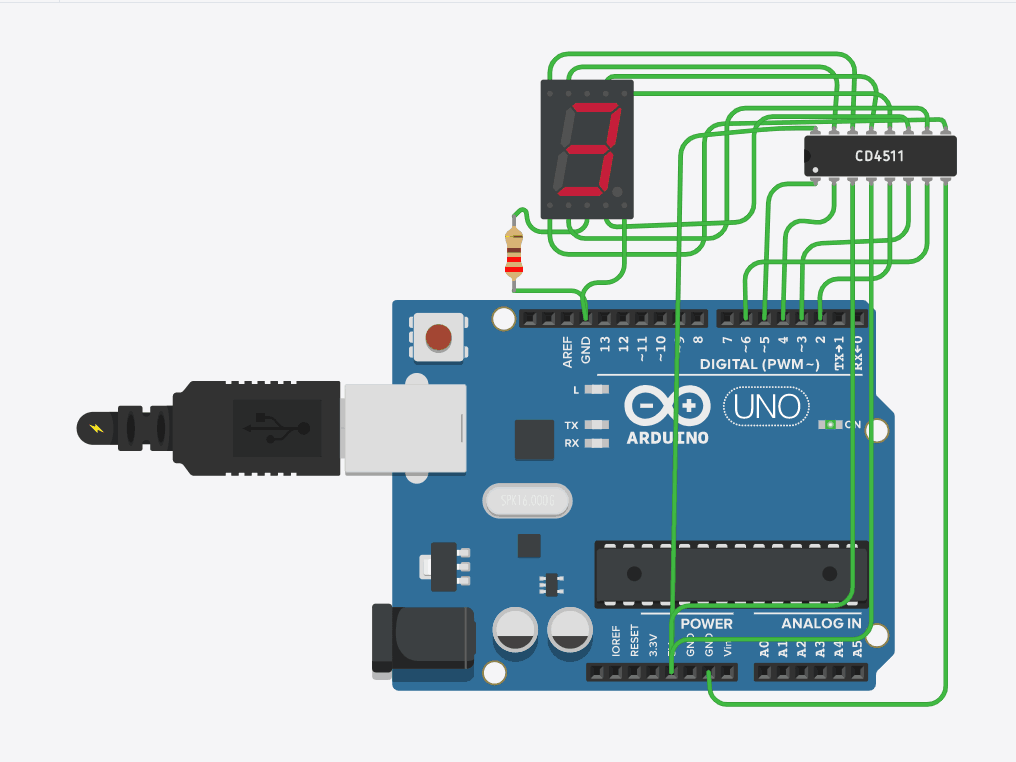 CD4511
AREF
GND
13
12
~11
~10
9
8
7
~6
~5
4
~3
2
TX→1
RX←0
DIGITAL (PWM ~)
L
TX
RX
UNO
ARDUINO
ON
SPK16.000G
POWER
ANALOG IN
IOREF
RESET
3.3V
GND
GND
Vin
A0
A1
A2
A3
A4
A5